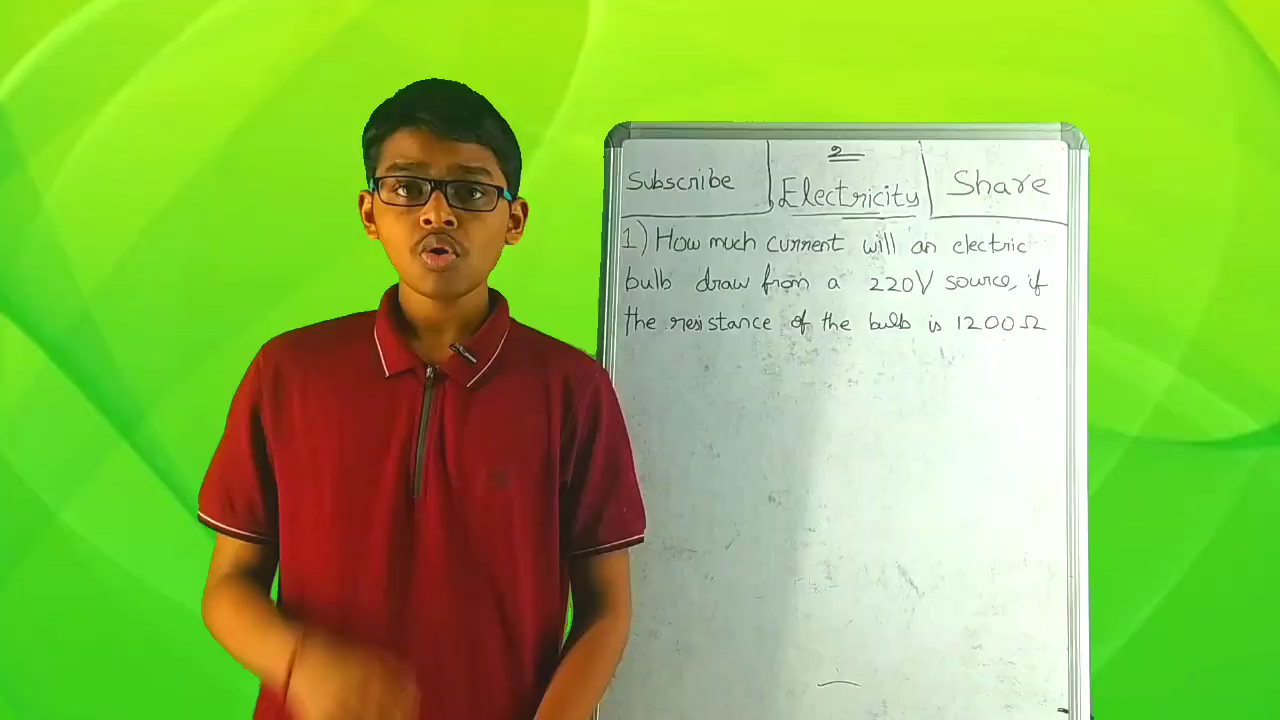 2
Subscribe Electricity Share
1) How much current will an electric
bulb draw from a 220V source, if
the resistance of the bulb is 1200Ω